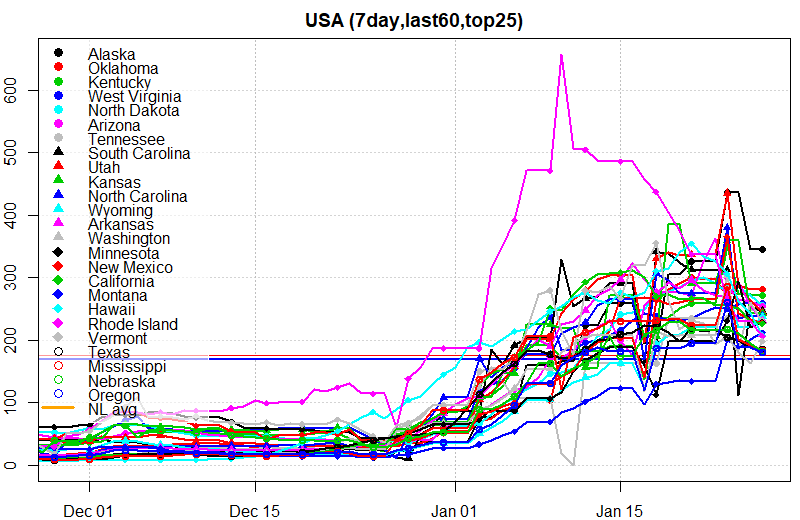 USA (7day,last60,top25)
600
500
400
300
200
100
0
Alaska
Oklahoma
Kentucky
West Virginia
North Dakota
Arizona
Tennessee
South Carolina
Utah
Kansas
North Carolina
Wyoming
Arkansas
Washington
Minnesota
New Mexico
California
Montana
Hawaii
Rhode Island
Vermont
Texas
Mississippi
Nebraska
Oregon
NL avg
Dec 01
Dec 15
Jan 01
Jan 15